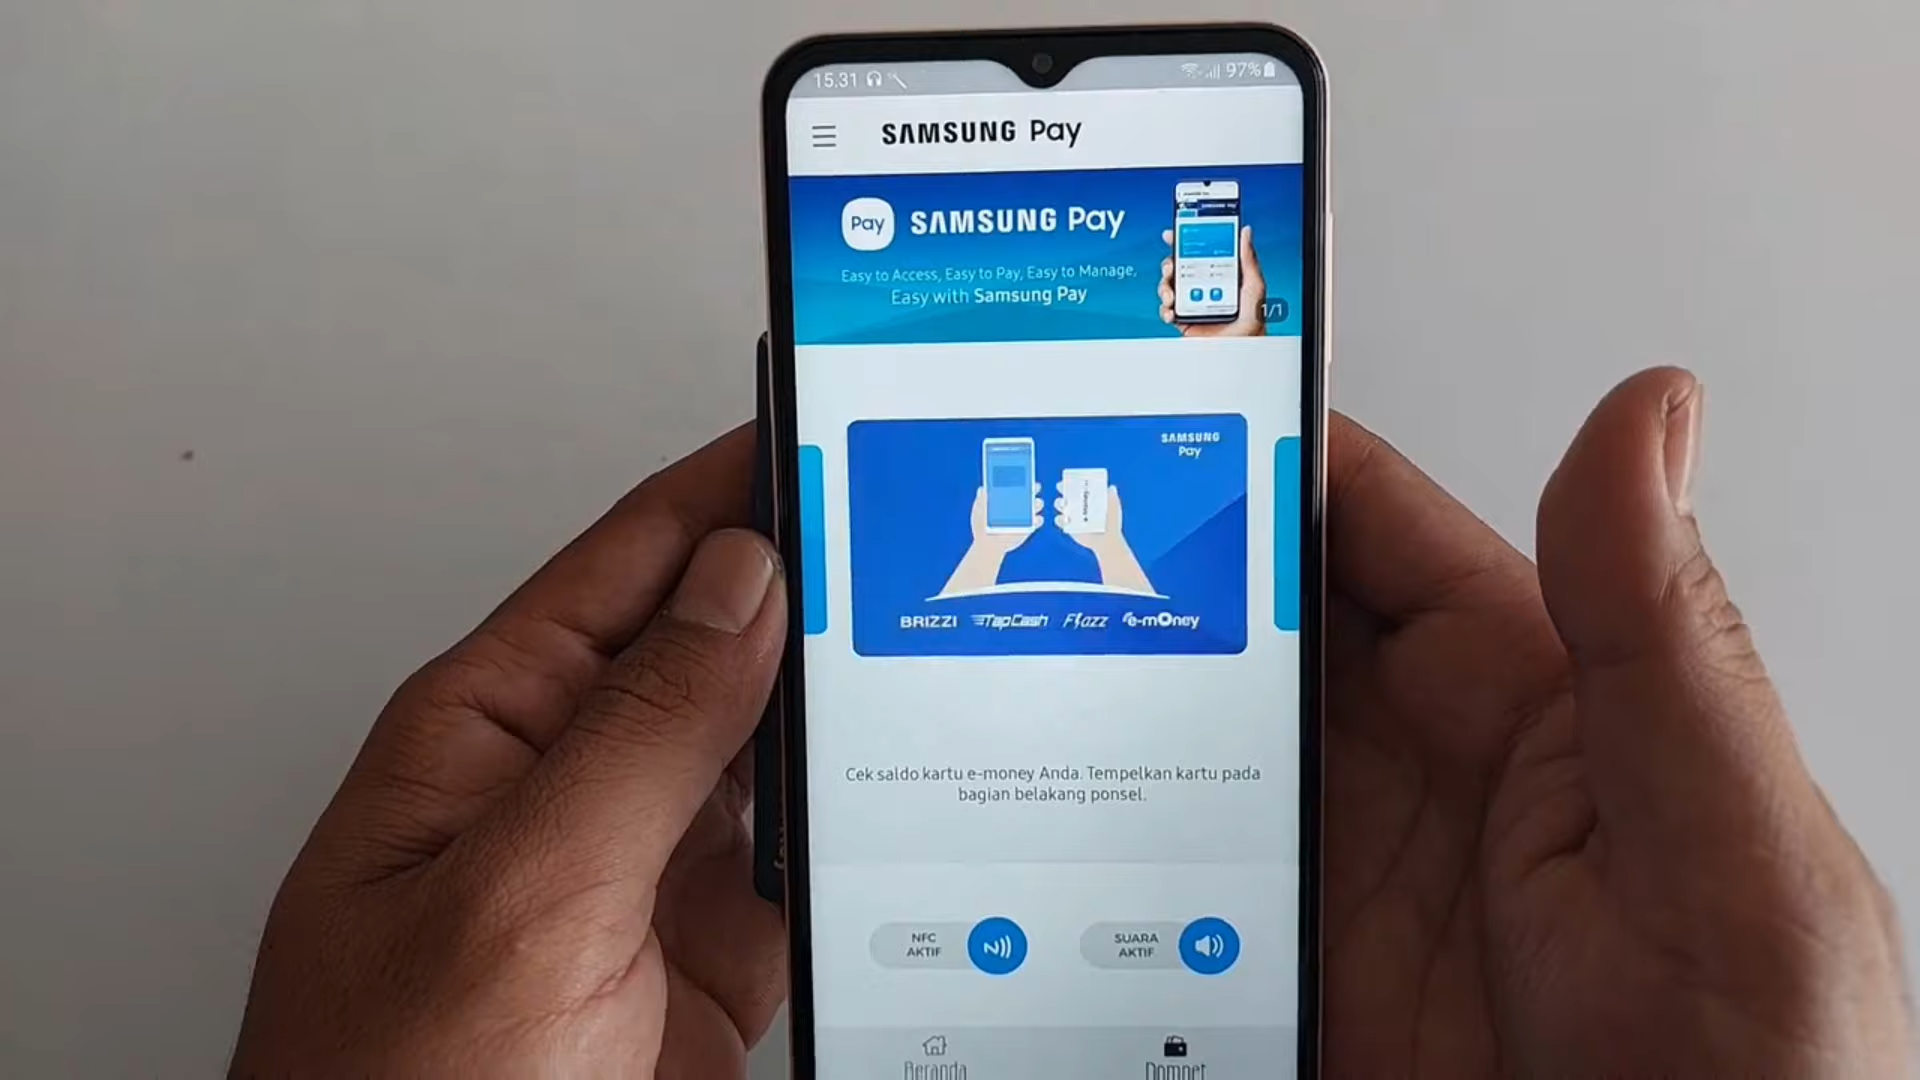 15.31
97%
SAMSUNG Pay
Pay SAMSUNG Pay
Easy to Access, Easy to Pay, Easy to Manage,
Easy with Samsung Pay
1/1
SAMSUNG
Pay
e-Money
BRIZZI TapCash Flazz e-money
Cek saldo kartu e-money Anda. Tempelkan kartu pada
bagian belakang ponsel.
NFC
AKTIF
SUARA
AKTIF
Beranda
Dompet